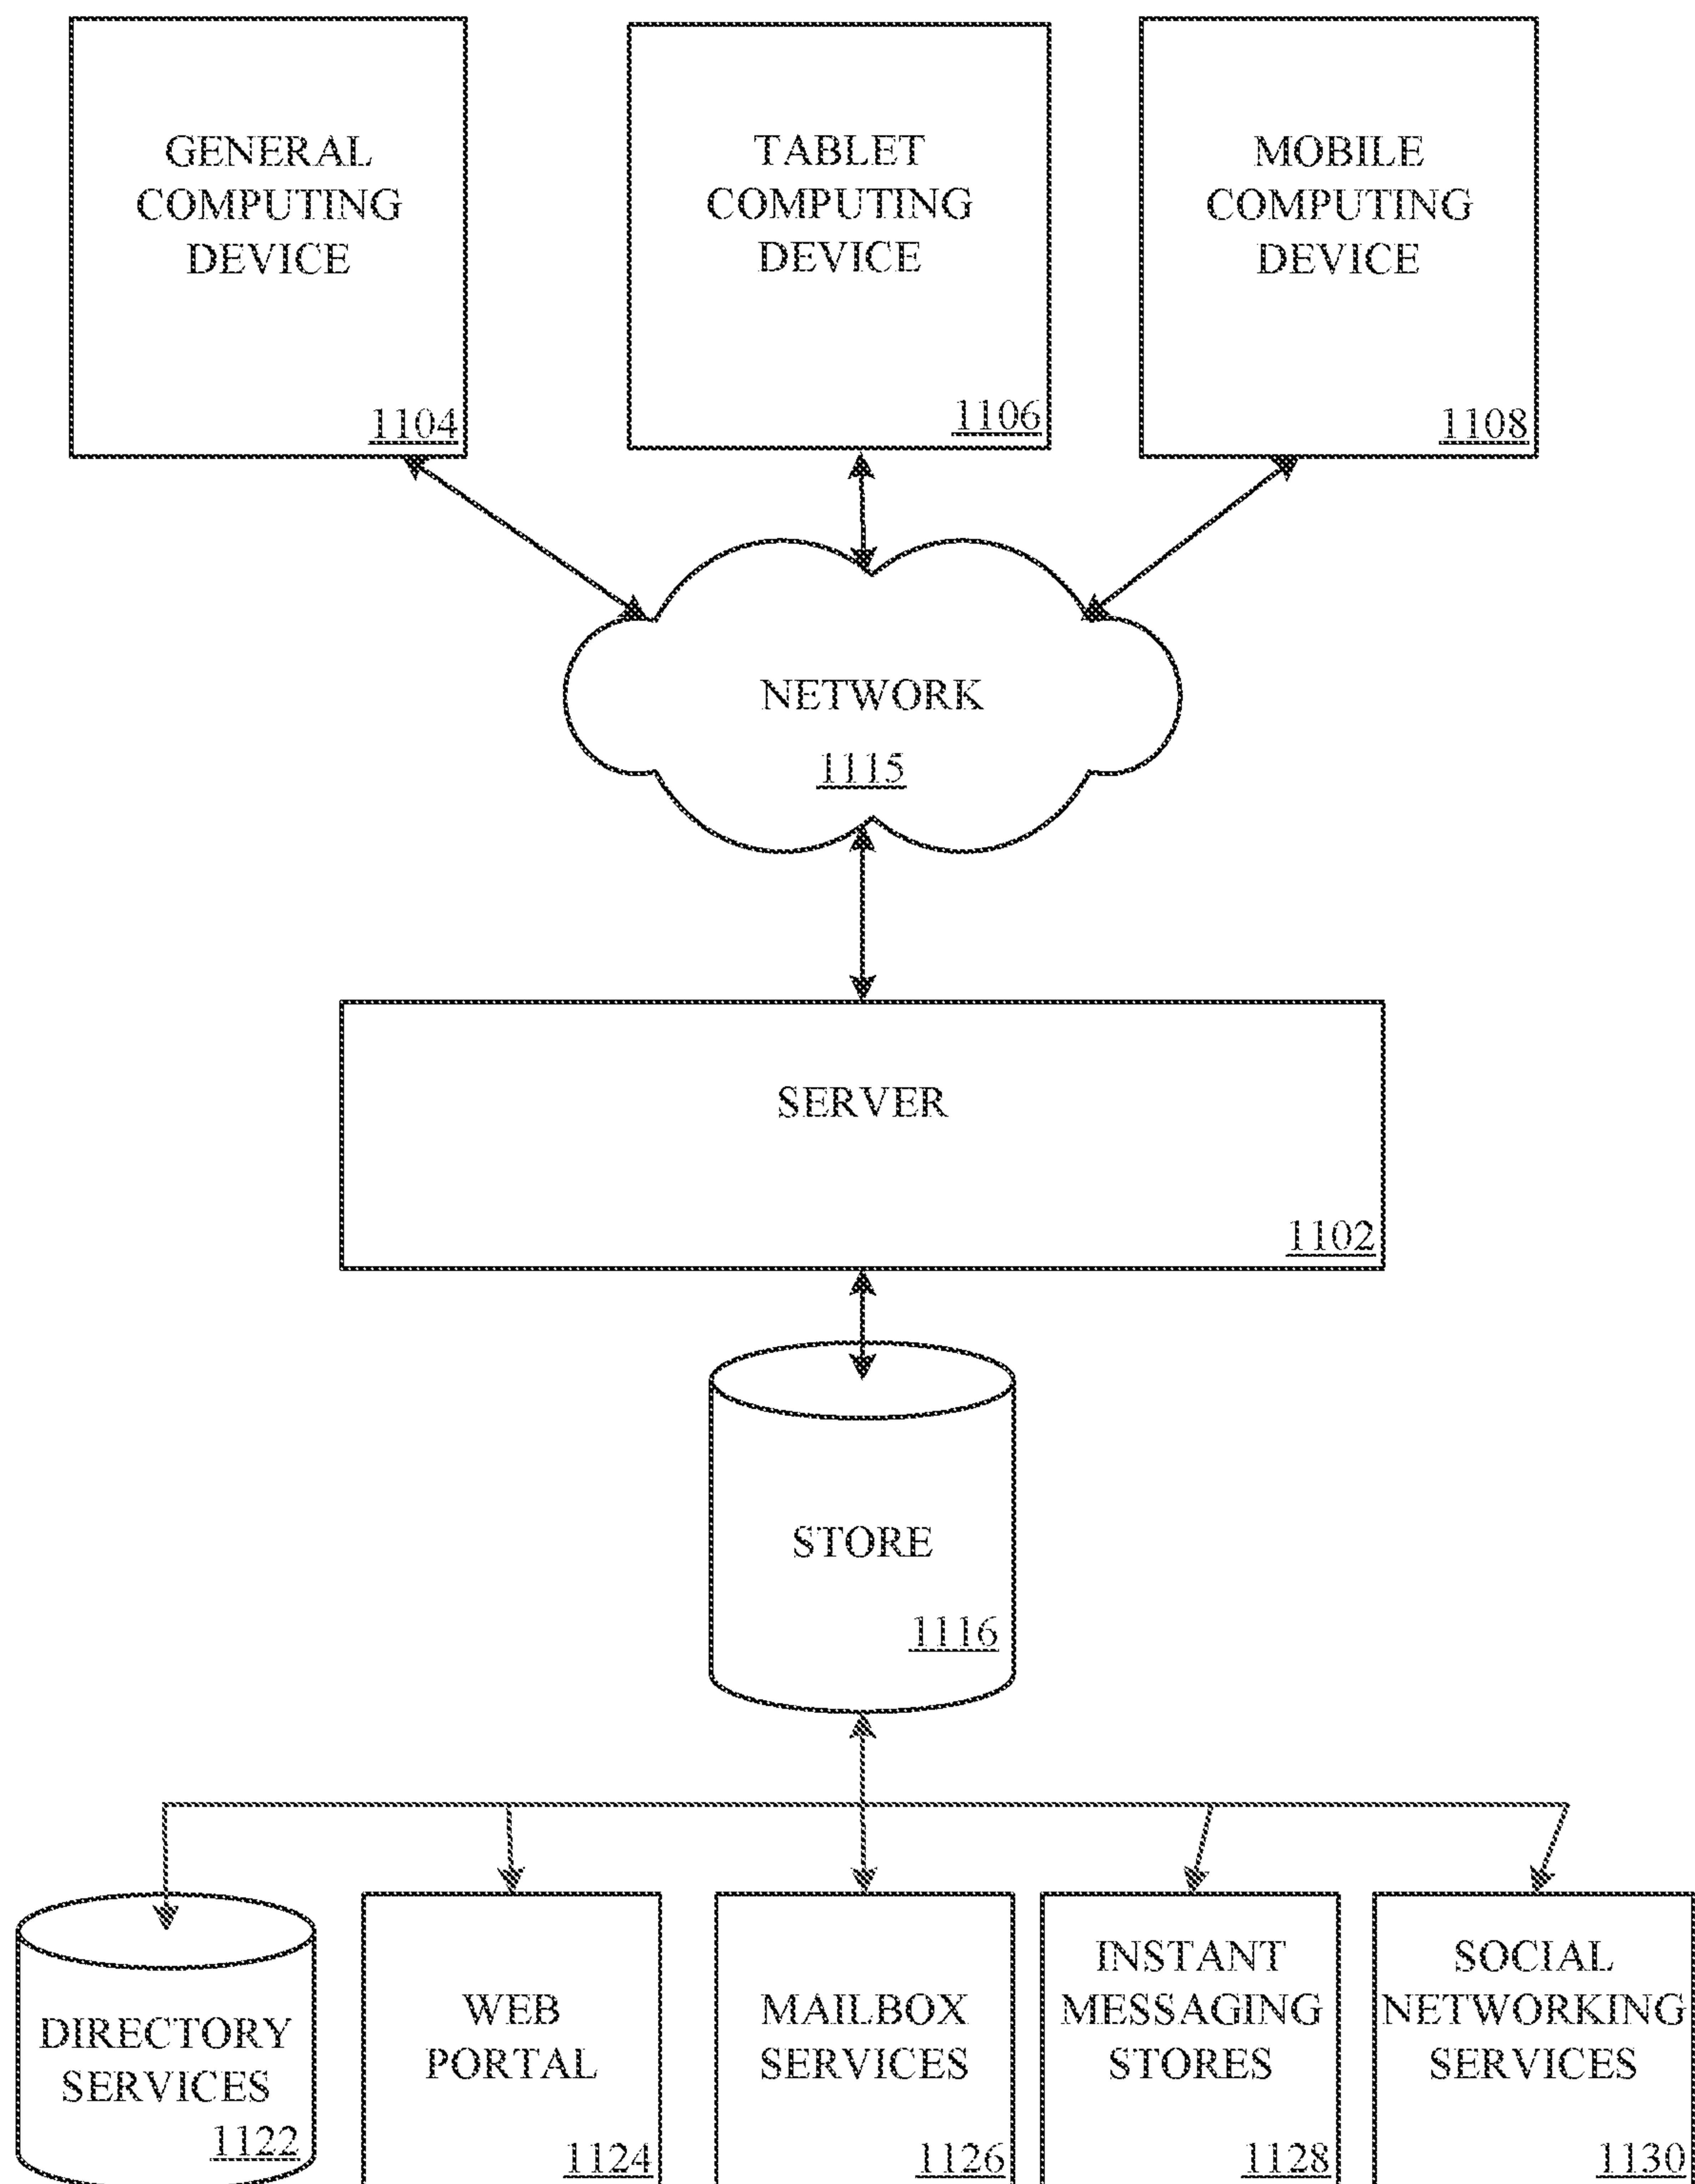 GENERAL
COMPUTING
DEVICE
1104
TABLET
COMPUTING
DEVICE
1106
MOBILE
COMPUTING
DEVICE
1108
NETWORK
1115
SERVER
1102
STORE
1116
DIRECTORY
SERVICES
1122
WEB
PORTAL
1124
MAILBOX
SERVICES
1126
INSTANT
MESSAGING
STORES
1128
SOCIAL
NETWORKING
SERVICES
1130